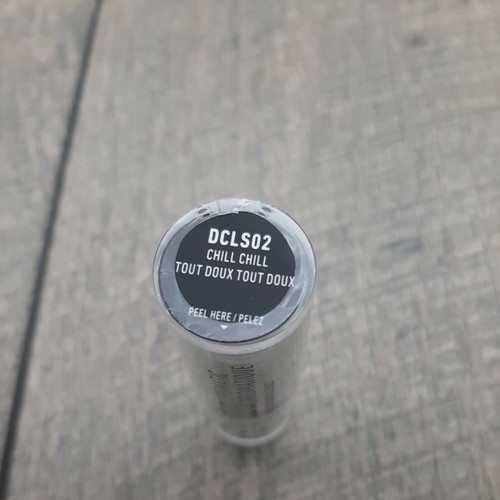 DCLS02
CHILL CHILL
TOUT DOUX TOUT DOUX
PEEL HERE / PELEZ